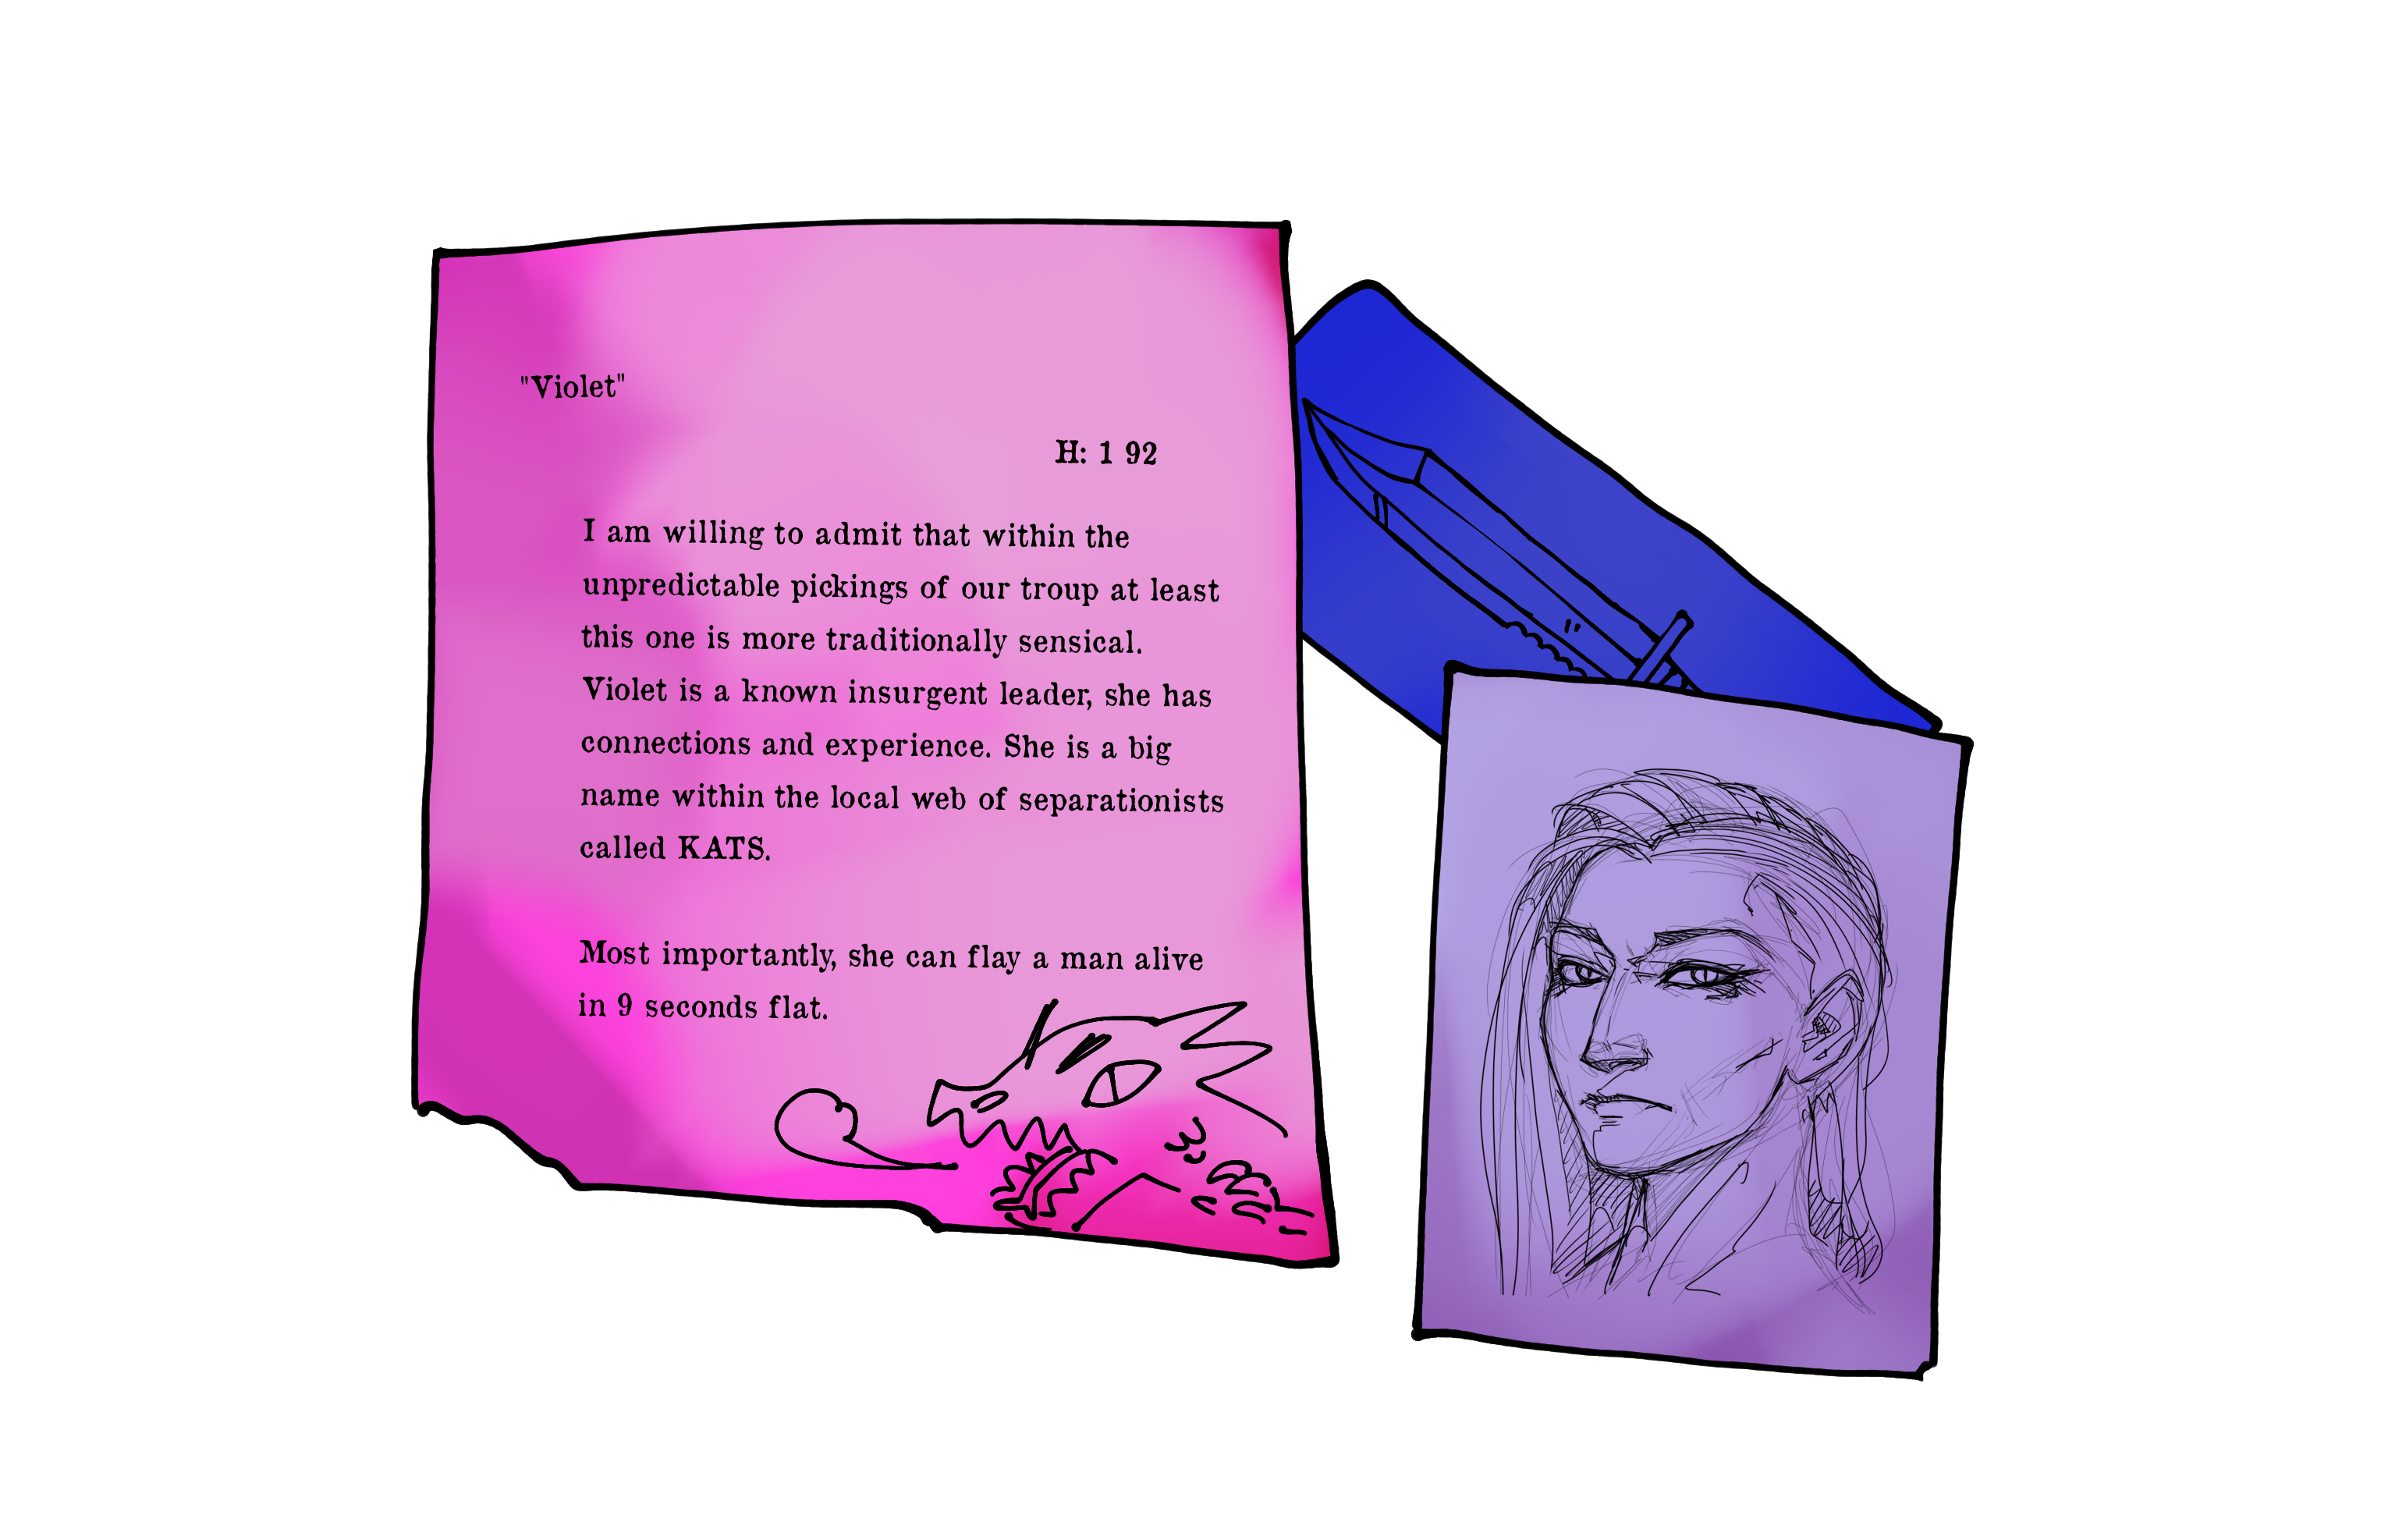 "Violet"
H: 1 92
I am willing to admit that within the
unpredictable pickings of our troup at least
this one is more traditionally sensical.
Violet is a known insurgent leader, she has
connections and experience. She is a big
name within the local web of separationists
called KATS.
Most importantly, she can flay a man alive
in 9 seconds flat.